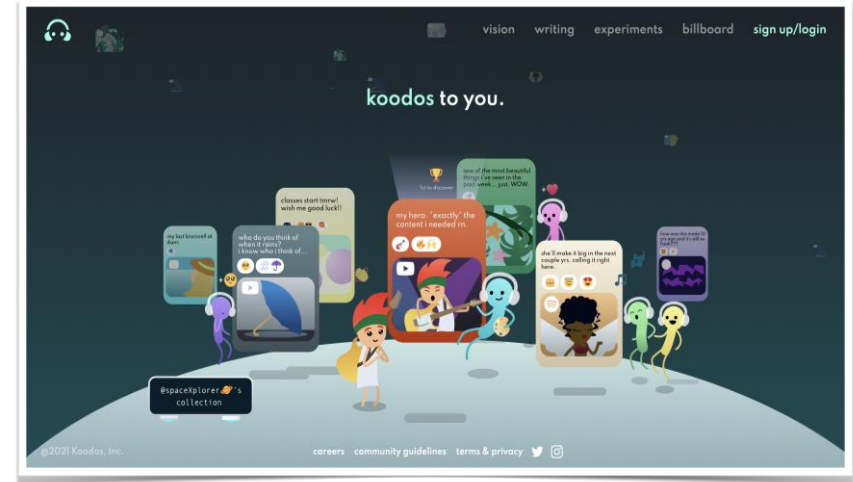 vision writing experiments billboard sign up/login
koodos to you.
1st to discover
one of the most beautiful
things i've seen in the
past week... just. WOW.
classes start tmrw!
wish me good luck!!
my hero. *exactly* the
content i needed rn.
my last braincell at
8am
who do you think of
when it rains?
i know who i think of...
she'll make it big in the next
couple yrs. calling it right
here.
@spaceXplorer🪐's
collection
@2021 Koodos, Inc.
careers community guidelines terms & privacy